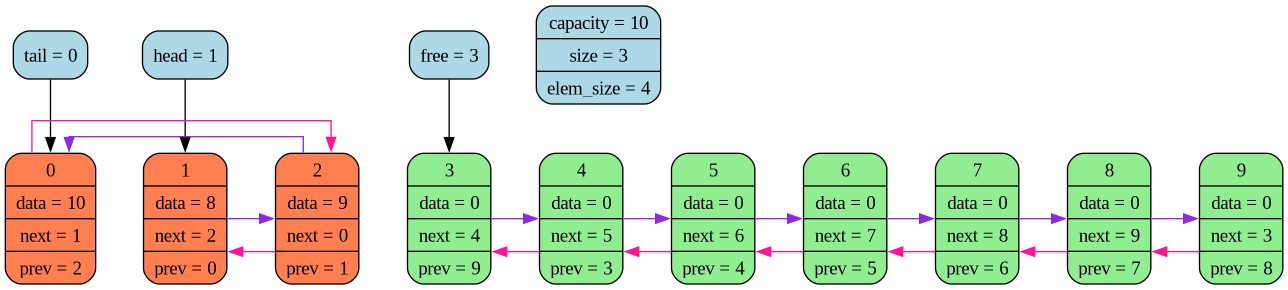 tail = 0
head = 1
free = 3
capacity = 10
size = 3
elem_size = 4
0
data = 10
next = 1
prev = 2
1
data = 8
next = 2
prev = 0
2
data = 9
next = 0
prev = 1
3
data = 0
next = 4
prev = 9
4
data = 0
next = 5
prev = 3
5
data = 0
next = 6
prev = 4
6
data = 0
next = 7
prev = 5
7
data = 0
next = 8
prev = 6
8
data = 0
next = 9
prev = 7
9
data = 0
next = 3
prev = 8